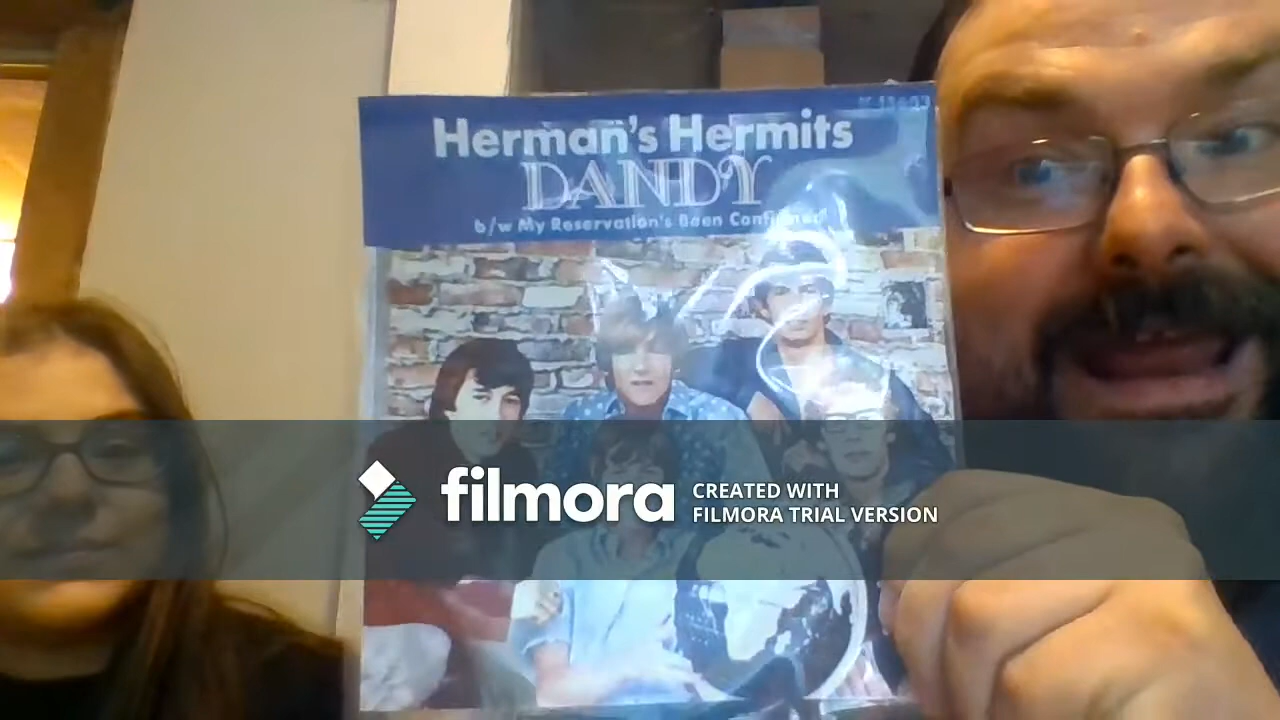 Herman's Hermits
DANDY
b/w My Reservation's Been Confirmed
filmora
CREATED WITH
FILMORA TRIAL VERSION